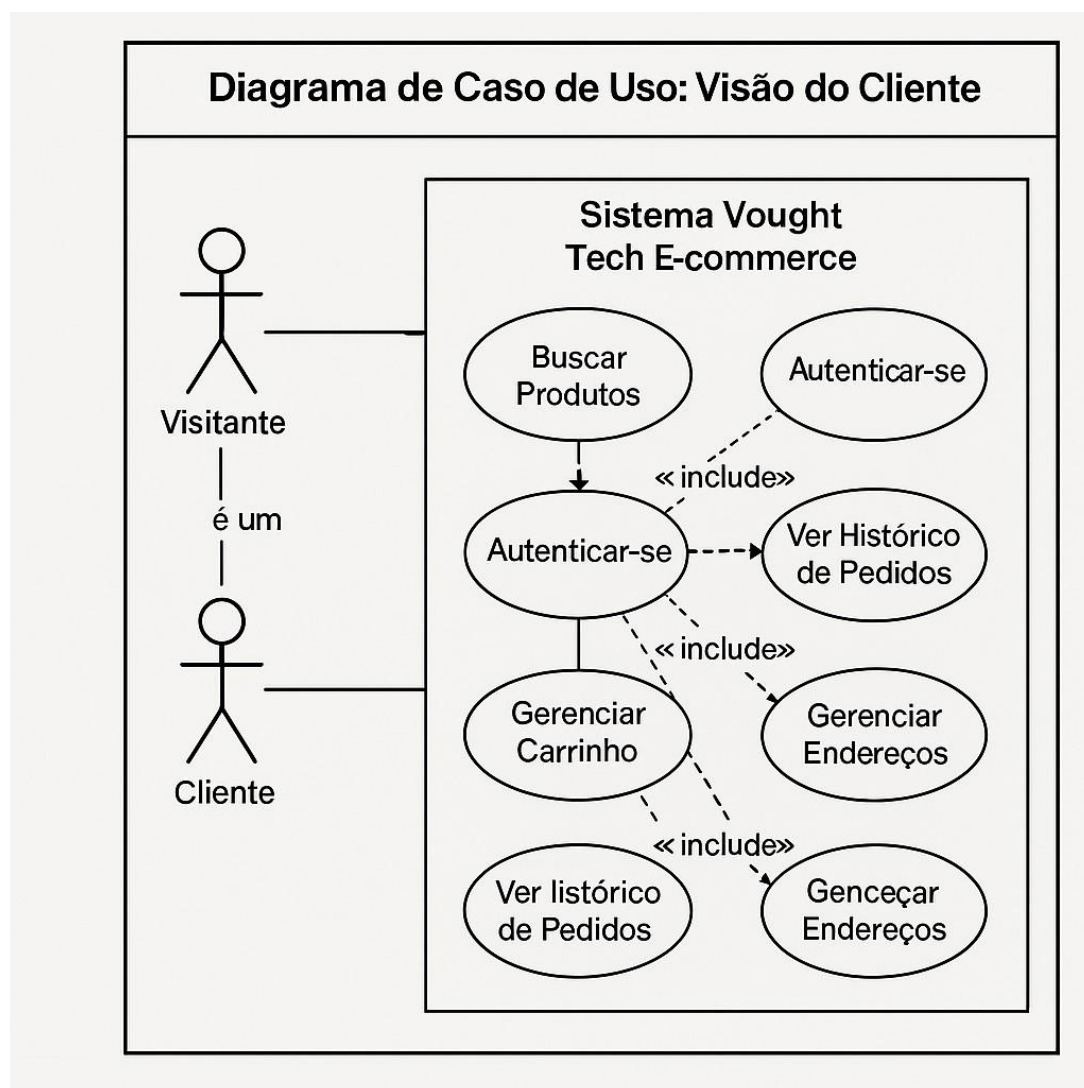 Diagrama de Caso de Uso: Visão do Cliente
Sistema Vought
Tech E-commerce
Visitante
é um
Cliente
Buscar
Produtos
Autenticar-se
«include»
Autenticar-se
Ver Histórico
de Pedidos
«include»
Gerenciar
Carrinho
Gerenciar
Endereços
«include»
Ver listórico
de Pedidos
Genceçar
Endereços